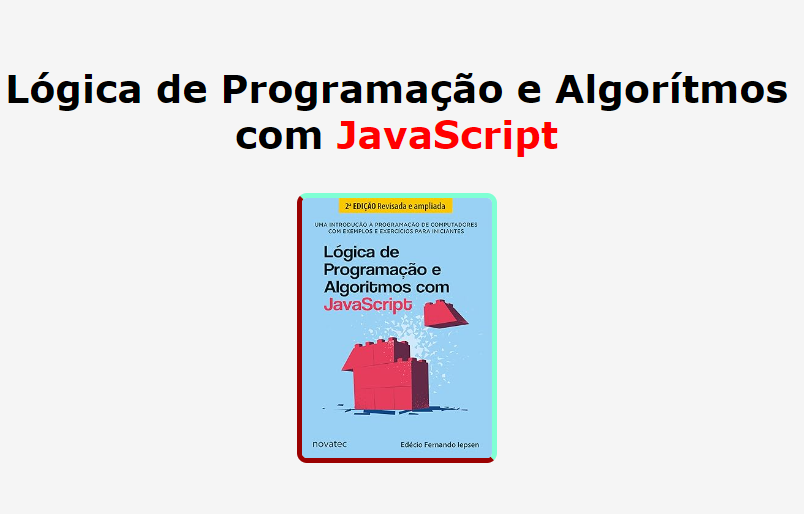 Lógica de Programação e Algorítmos
com JavaScript
2ª EDIÇÃO Revisada e ampliada
UMA INTRODUÇÃO À PROGRAMAÇÃO DE COMPUTADORES
COM EXEMPLOS E EXERCÍCIOS PARA INICIANTES
Lógica de
Programação e
Algoritmos com
JavaScript
novatec
Edécio Fernando Iepsen